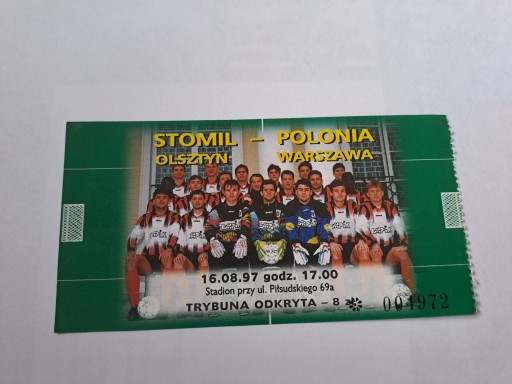 STOMIL – POLONIA
OLSZTYN WARSZAWA
16.08.97 godz. 17.00
Stadion przy ul. Piłsudskiego 69a
TRYBUNA ODKRYTA – 8
004972